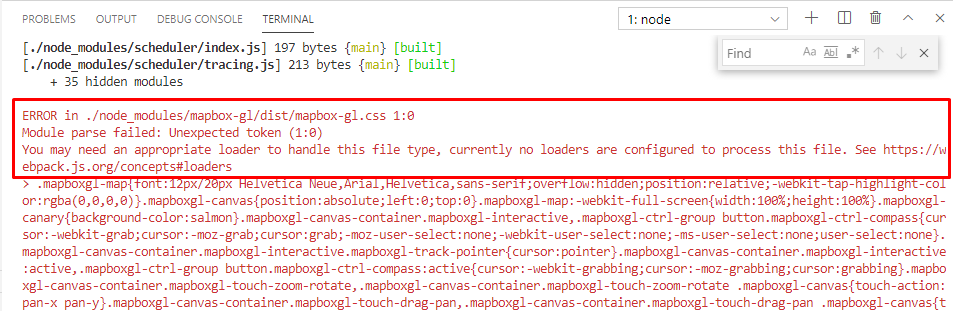 PROBLEMS OUTPUT DEBUG CONSOLE TERMINAL 1: node
[./node_modules/scheduler/index.js] 197 bytes {main} [built]
[./node_modules/scheduler/tracing.js] 213 bytes {main} [built]
+ 35 hidden modules
Find Aa Abl .*
ERROR in ./node_modules/mapbox-gl/dist/mapbox-gl.css 1:0
Module parse failed: Unexpected token (1:0)
You may need an appropriate loader to handle this file type, currently no loaders are configured to process this file. See https://w
ebpack.js.org/concepts#loaders
> .mapboxgl-map{font:12px/20px Helvetica Neue,Arial,Helvetica,sans-serif;overflow:hidden;position:relative;-webkit-tap-highlight-col
or:rgba(0,0,0,0)}.mapboxgl-canvas{position:absolute;left:0;top:0}.mapboxgl-map:-webkit-full-screen{width:100%;height:100%}.mapboxgl-
canary{background-color:salmon}.mapboxgl-canvas-container.mapboxgl-interactive,.mapboxgl-ctrl-group button.mapboxgl-ctrl-compass{cur
sor:-webkit-grab;cursor:-moz-grab;cursor:grab;-moz-user-select:none;-webkit-user-select:none;-ms-user-select:none;user-select:none}.
mapboxgl-canvas-container.mapboxgl-interactive.mapboxgl-track-pointer{cursor:pointer}.mapboxgl-canvas-container.mapboxgl-interactive
:active,.mapboxgl-ctrl-group button.mapboxgl-ctrl-compass:active{cursor:-webkit-grabbing;cursor:-moz-grabbing;cursor:grabbing}.mapbo
xgl-canvas-container.mapboxgl-touch-zoom-rotate,.mapboxgl-canvas-container.mapboxgl-touch-zoom-rotate .mapboxgl-canvas{touch-action:
pan-x pan-y}.mapboxgl-canvas-container.mapboxgl-touch-drag-pan,.mapboxgl-canvas-container.mapboxgl-touch-drag-pan .mapboxgl-canvas{t